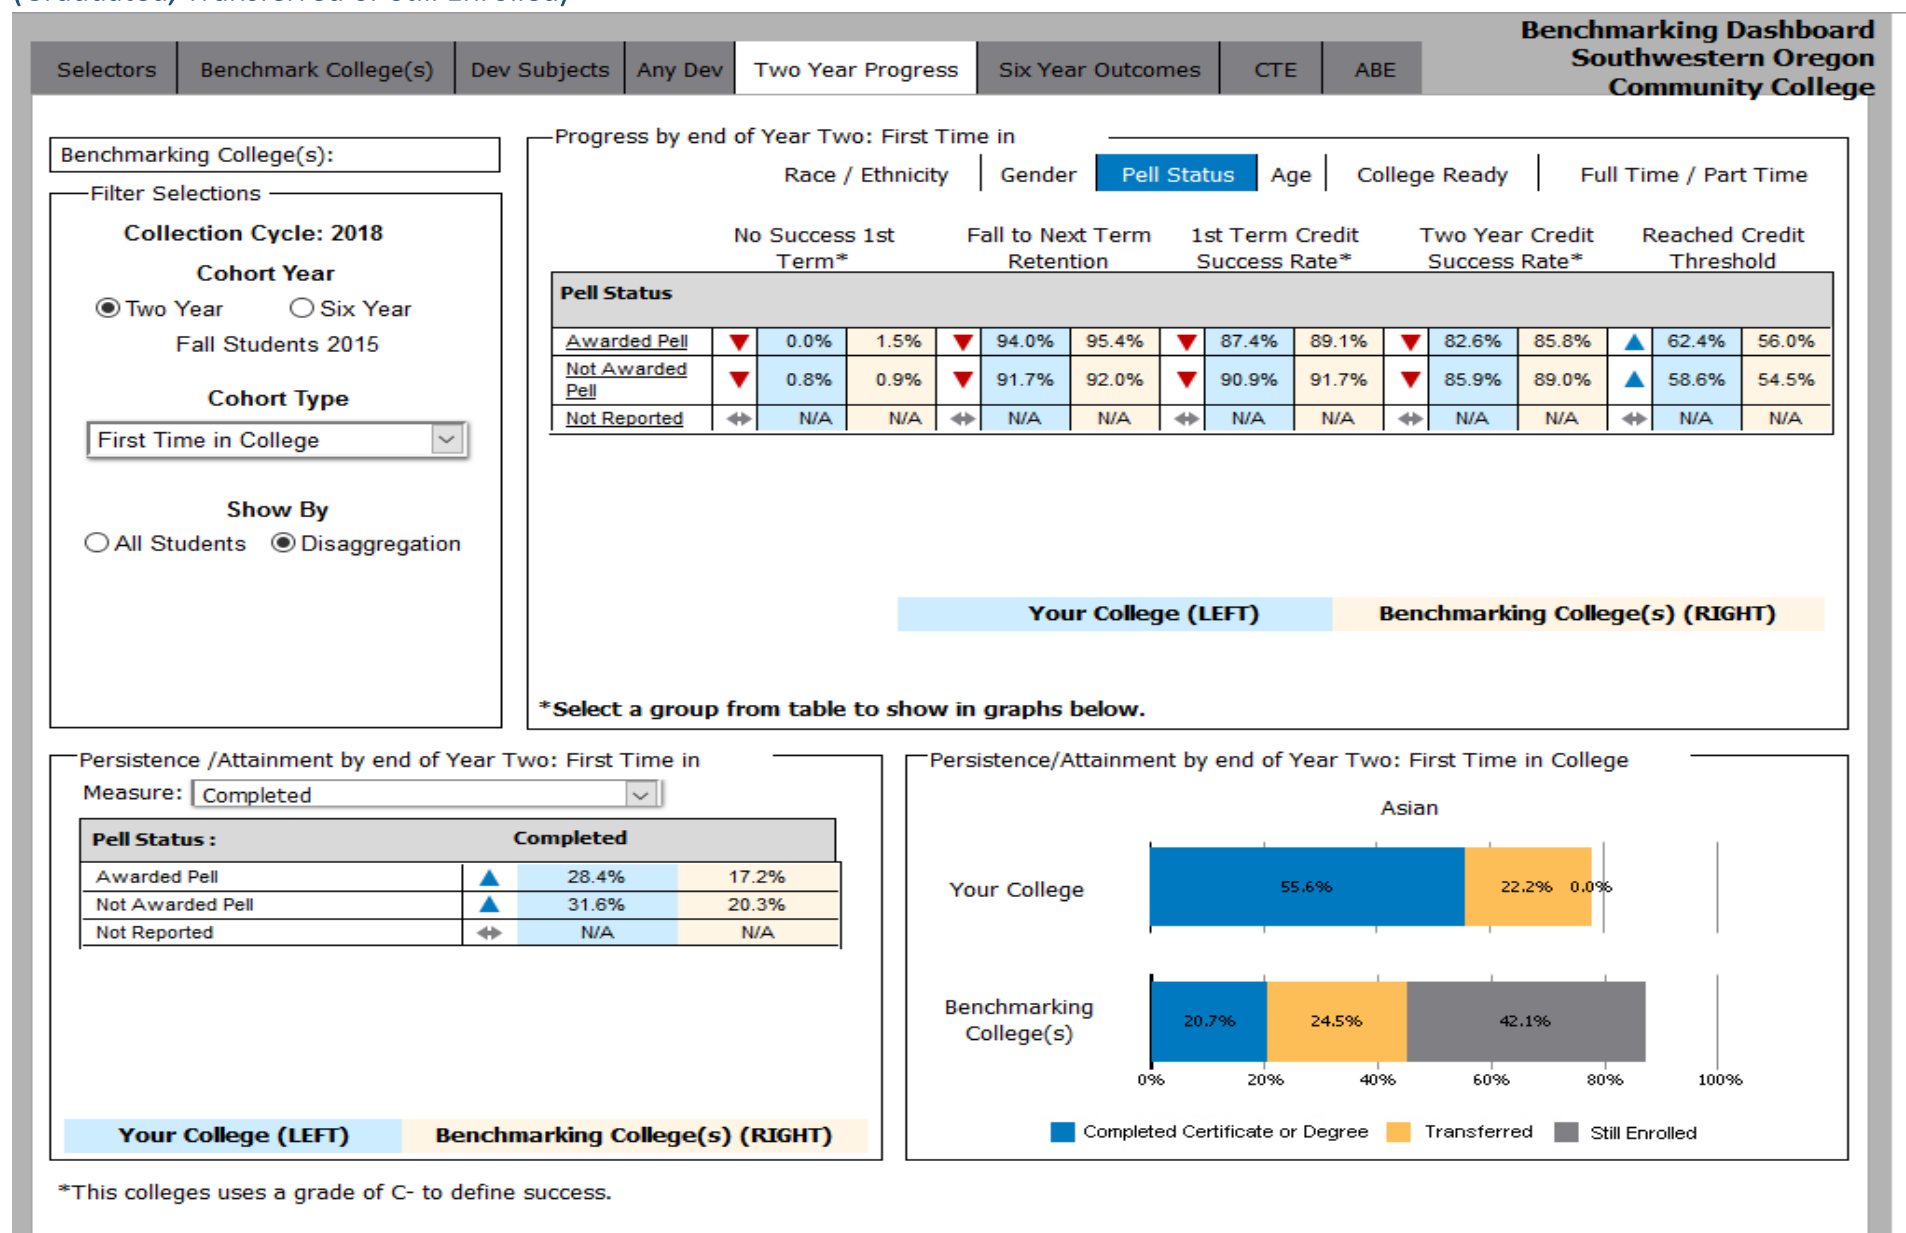 (Graduated, Transferred or Still Enrolled)
Benchmarking Dashboard
Southwestern Oregon
Community College
Selectors Benchmark College(s) Dev Subjects Any Dev Two Year Progress Six Year Outcomes CTE ABE
Benchmarking College(s):
Filter Selections
Collection Cycle: 2018
Cohort Year
Two Year Six Year
Fall Students 2015
Cohort Type
First Time in College
Show By
All Students Disaggregation
Progress by end of Year Two: First Time in
Race / Ethnicity Gender Pell Status Age College Ready Full Time / Part Time
No Success 1st Fall to Next Term 1st Term Credit Two Year Credit Reached Credit
Term* Retention Success Rate* Success Rate* Threshold
Pell Status
Awarded Pell 0.0% 1.5% 94.0% 95.4% 87.4% 89.1% 82.6% 85.8% 62.4% 56.0%
Not Awarded
Pell 0.8% 0.9% 91.7% 92.0% 90.9% 91.7% 85.9% 89.0% 58.6% 54.5%
Not Reported N/A N/A N/A N/A N/A N/A N/A N/A N/A N/A
Your College (LEFT) Benchmarking College(s) (RIGHT)
*Select a group from table to show in graphs below.
Persistence /Attainment by end of Year Two: First Time in
Measure: Completed
Pell Status : Completed
Awarded Pell 28.4% 17.2%
Not Awarded Pell 31.6% 20.3%
Not Reported N/A N/A
Your College (LEFT) Benchmarking College(s) (RIGHT)
Persistence/Attainment by end of Year Two: First Time in College
Asian
Your College 55.6% 22.2% 0.0%
Benchmarking
College(s) 20.7% 24.5% 42.1%
0% 20% 40% 60% 80% 100%
Completed Certificate or Degree Transferred Still Enrolled
*This colleges uses a grade of C- to define success.